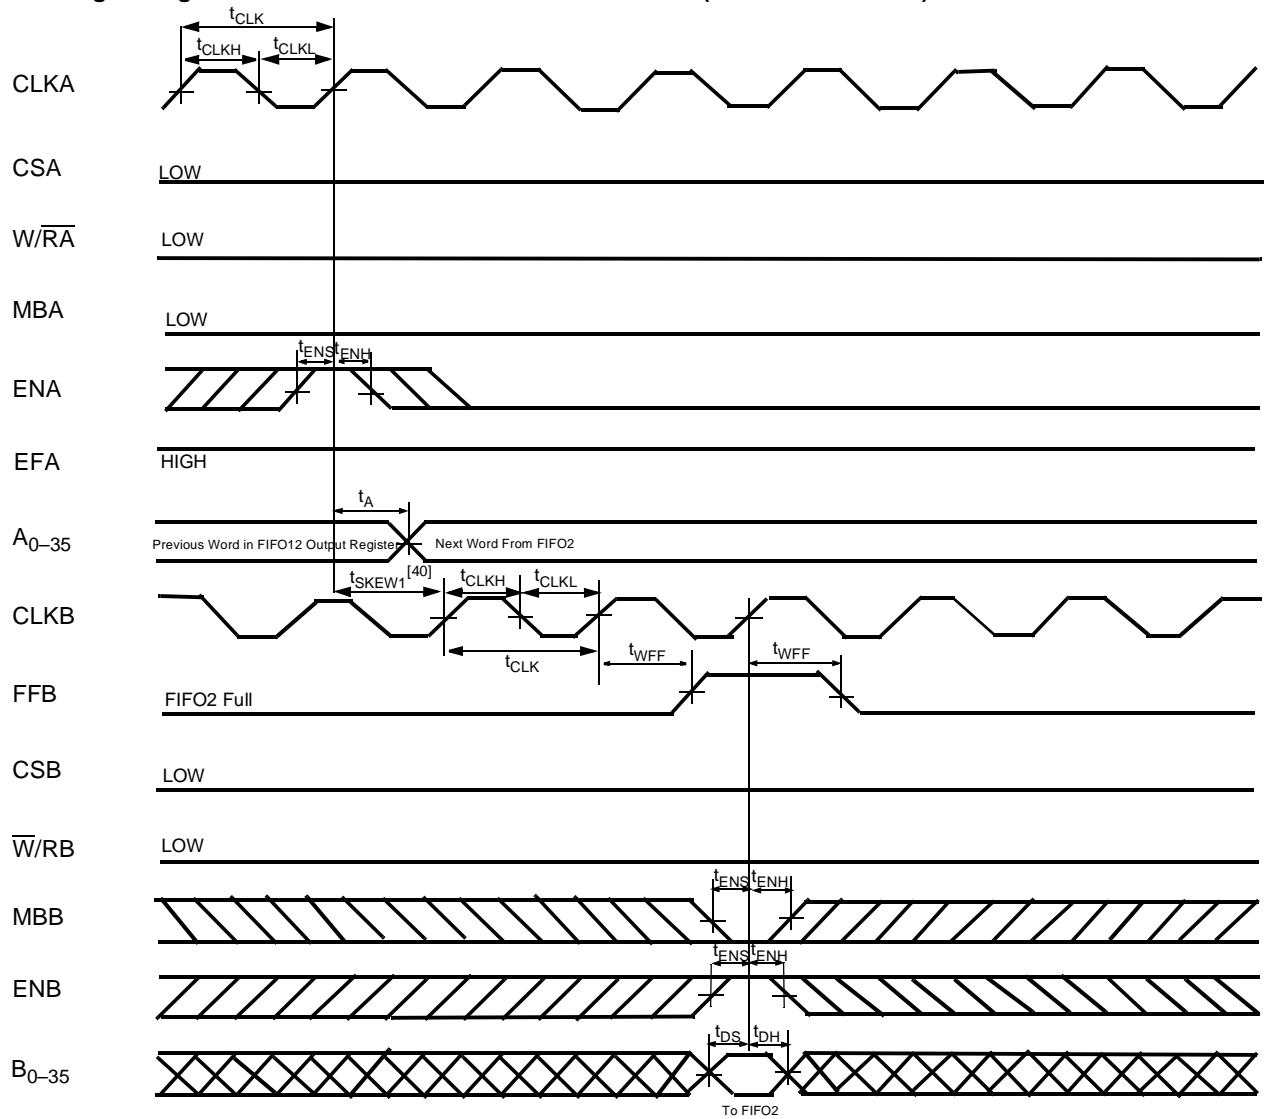 tCLK
tCLKH tCLKL
CLKA
CSA LOW
W/RA LOW
MBA LOW
tENS tENH
ENA
EFA HIGH
tA
A0–35 Previous Word in FIFO12 Output Register Next Word From FIFO2
tSKEW1[40] tCLKH tCLKL
CLKB
tCLK tWFF tWFF
FFB FIFO2 Full
CSB LOW
W/RB LOW
tENS tENH
MBB
tENS tENH
ENB
tDS tDH
B0–35
To FIFO2